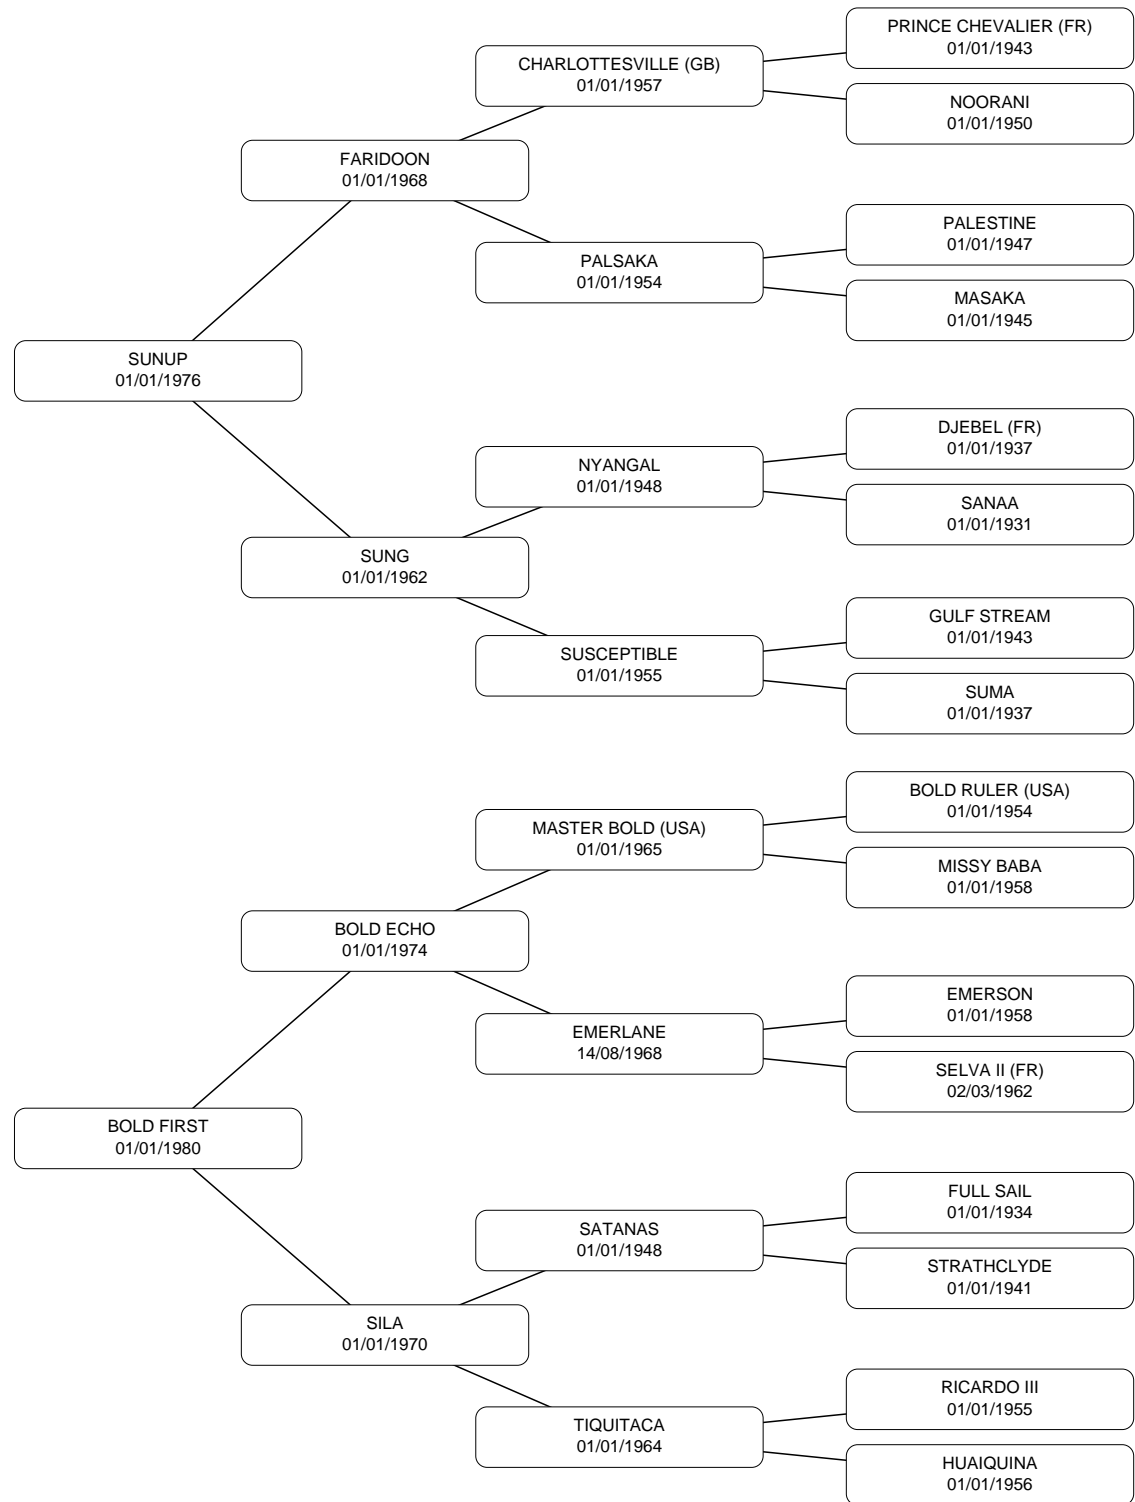 PRINCE CHEVALIER (FR)
01/01/1943
CHARLOTTESVILLE (GB)
01/01/1957
NOORANI
01/01/1950
FARIDOON
01/01/1968
PALESTINE
01/01/1947
PALSAKA
01/01/1954
MASAKA
01/01/1945
SUNUP
01/01/1976
DJEBEL (FR)
01/01/1937
NYANGAL
01/01/1948
SANAA
01/01/1931
SUNG
01/01/1962
GULF STREAM
01/01/1943
SUSCEPTIBLE
01/01/1955
SUMA
01/01/1937
BOLD RULER (USA)
01/01/1954
MASTER BOLD (USA)
01/01/1965
MISSY BABA
01/01/1958
BOLD ECHO
01/01/1974
EMERSON
01/01/1958
EMERLANE
14/08/1968
SELVA II (FR)
02/03/1962
BOLD FIRST
01/01/1980
FULL SAIL
01/01/1934
SATANAS
01/01/1948
STRATHCLYDE
01/01/1941
SILA
01/01/1970
RICARDO III
01/01/1955
TIQUITACA
01/01/1964
HUAIQUINA
01/01/1956